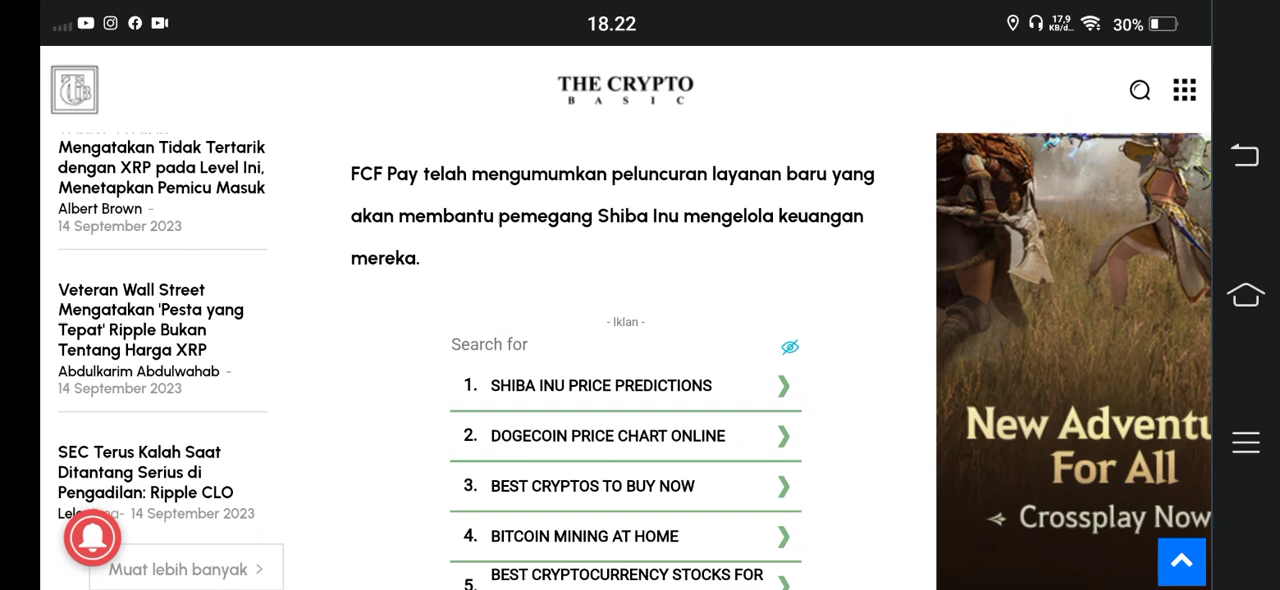 18.22
17,9
KB/d...
30%
THE CRYPTO
BASIC
Mengatakan Tidak Tertarik
dengan XRP pada Level Ini,
Menetapkan Pemicu Masuk
Albert Brown -
14 September 2023
Veteran Wall Street
Mengatakan 'Pesta yang
Tepat' Ripple Bukan
Tentang Harga XRP
Abdulkarim Abdulwahab -
14 September 2023
SEC Terus Kalah Saat
Ditantang Serius di
Pengadilan: Ripple CLO
- 14 September 2023
Muat lebih banyak >
FCF Pay telah mengumumkan peluncuran layanan baru yang
akan membantu pemegang Shiba Inu mengelola keuangan
mereka.
- Iklan -
Search for
1. SHIBA INU PRICE PREDICTIONS
2. DOGECOIN PRICE CHART ONLINE
3. BEST CRYPTOS TO BUY NOW
4. BITCOIN MINING AT HOME
5. BEST CRYPTOCURRENCY STOCKS FOR
New Adventu
For All
Crossplay Now